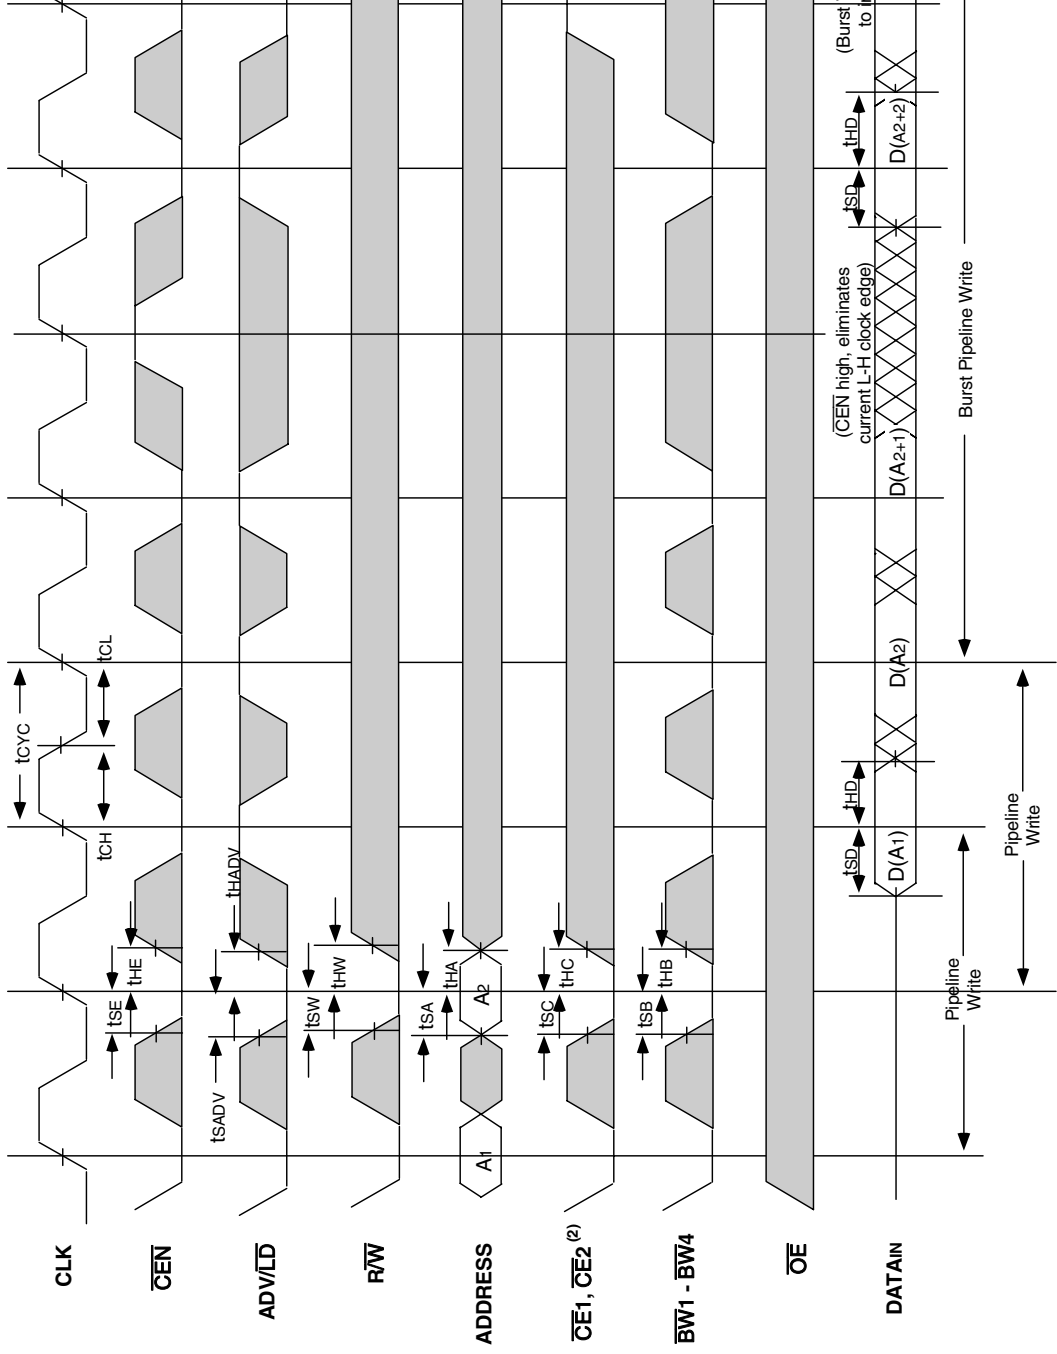 tCYC
tCH
tCL
CLK
tSE
tHE
CEN
tSADV
tHADV
ADV/LD
tSW
tHW
R/W
tSA
tHA
A1
A2
ADDRESS
tSC
tHC
CE1, CE2 (2)
tSB
tHB
BW1 - BW4
OE
(CEN high, eliminates
current L-H clock edge)
(Burst
tSD
tHD
tSD
tHD
D(A1)
D(A2)
D(A2+1)
D(A2+2)
DATAIN
Pipeline
Write
Burst Pipeline Write
Pipeline
Write